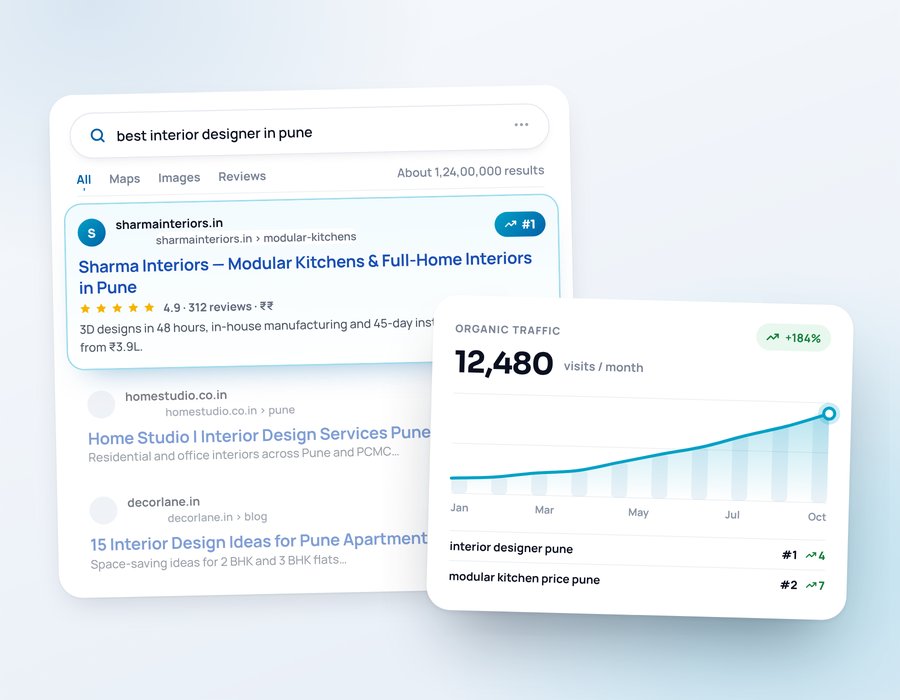 best interior designer in pune
All Maps Images Reviews About 1,24,00,000 results
S
sharmainteriors.in
sharmainteriors.in › modular-kitchens
#1
Sharma Interiors — Modular Kitchens & Full-Home Interiors
in Pune
4.9 · 312 reviews · ₹₹
3D designs in 48 hours, in-house manufacturing and 45-day
from ₹3.9L.
homestudio.co.in
homestudio.co.in › pune
Home Studio | Interior Design Services Pune
Residential and office interiors across Pune and PCMC...
decorlane.in
decorlane.in › blog
15 Interior Design Ideas for Pune Apartment
Space-saving ideas for 2 BHK and 3 BHK flats...
ORGANIC TRAFFIC
+184%
12,480 visits / month
Jan Mar May Jul Oct
interior designer pune #1 4
modular kitchen price pune #2 7